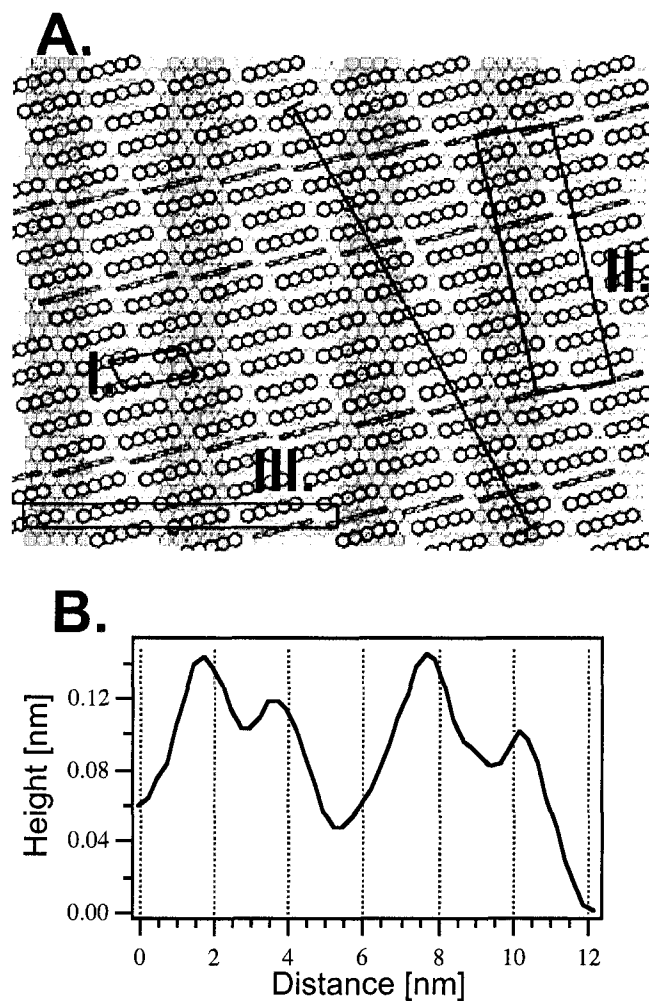 A.
II.
I.
III.
B.
Height [nm]
0.12
0.08
0.04
0.00
0 2 4 6 8 10 12
Distance [nm]